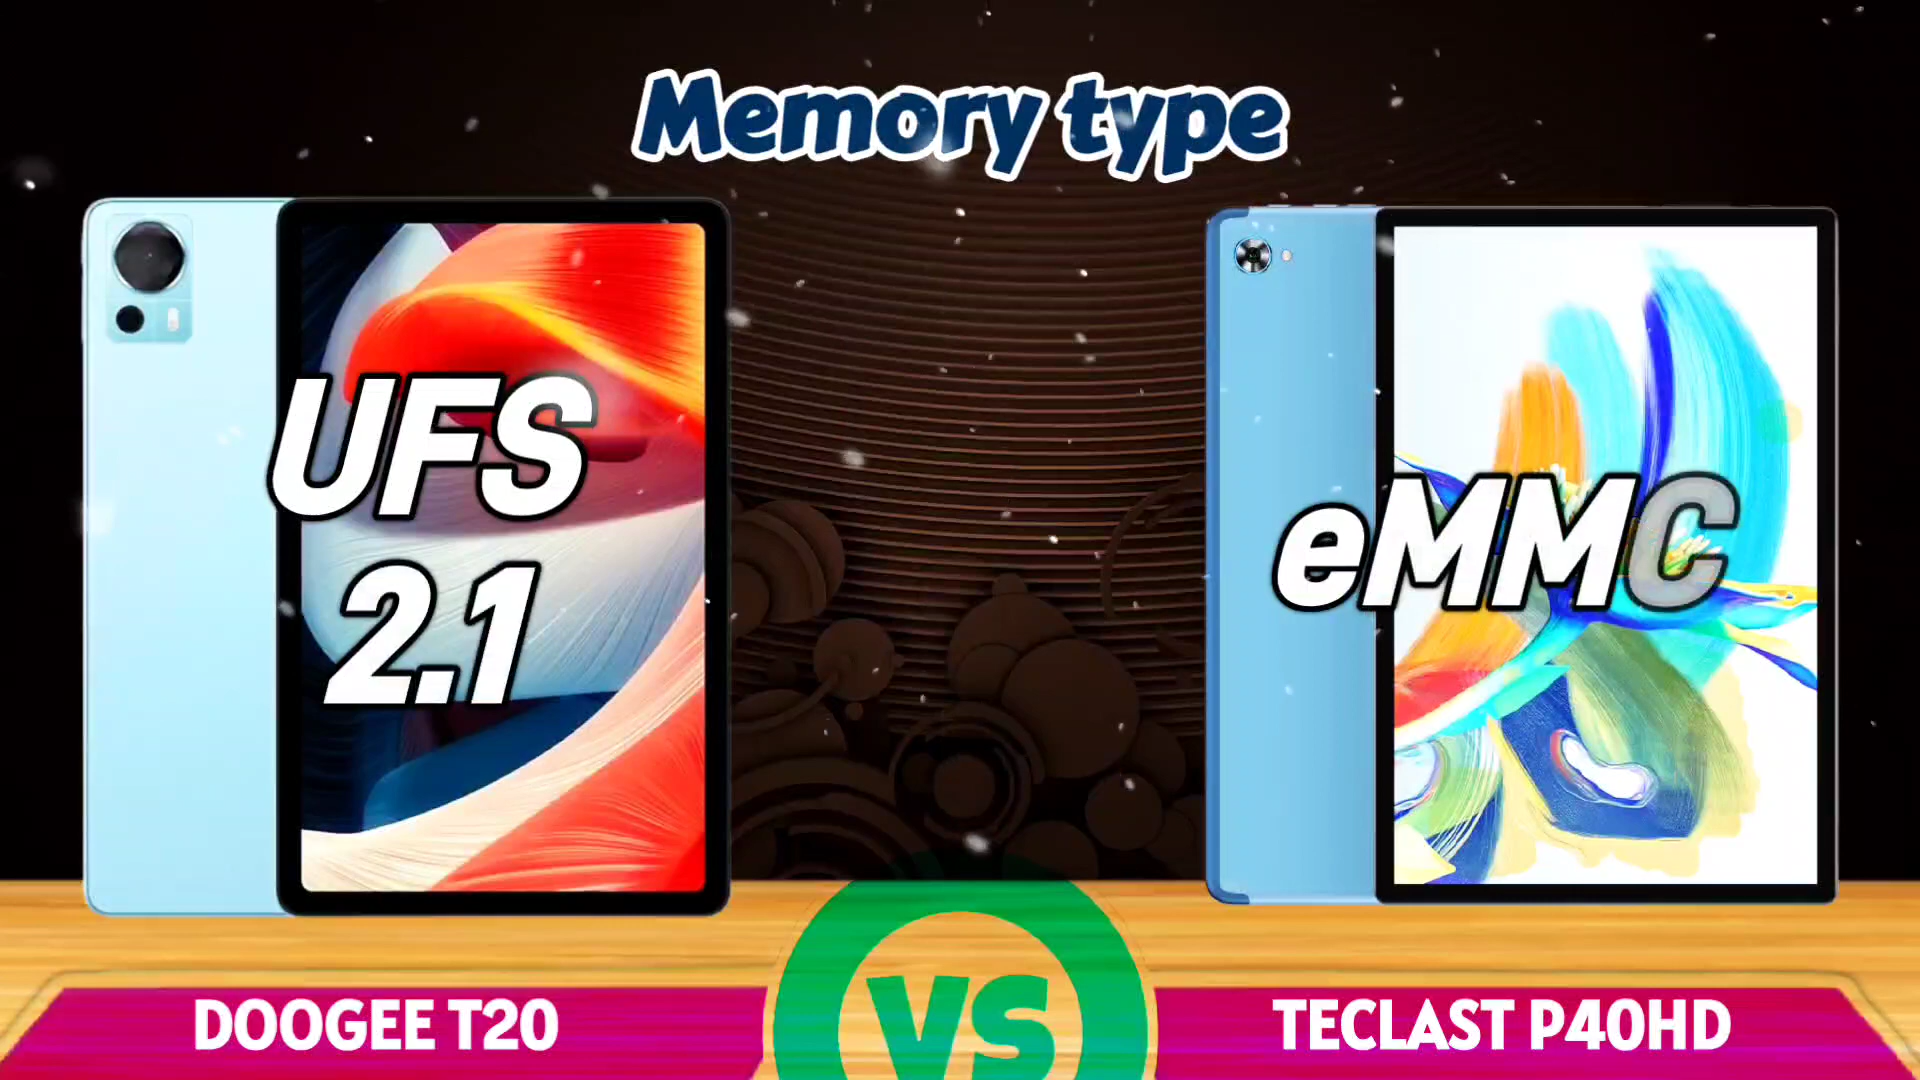 Memory type
UFS
2.1
eMMC
DOOGEE T20
VS
TECLAST P40HD